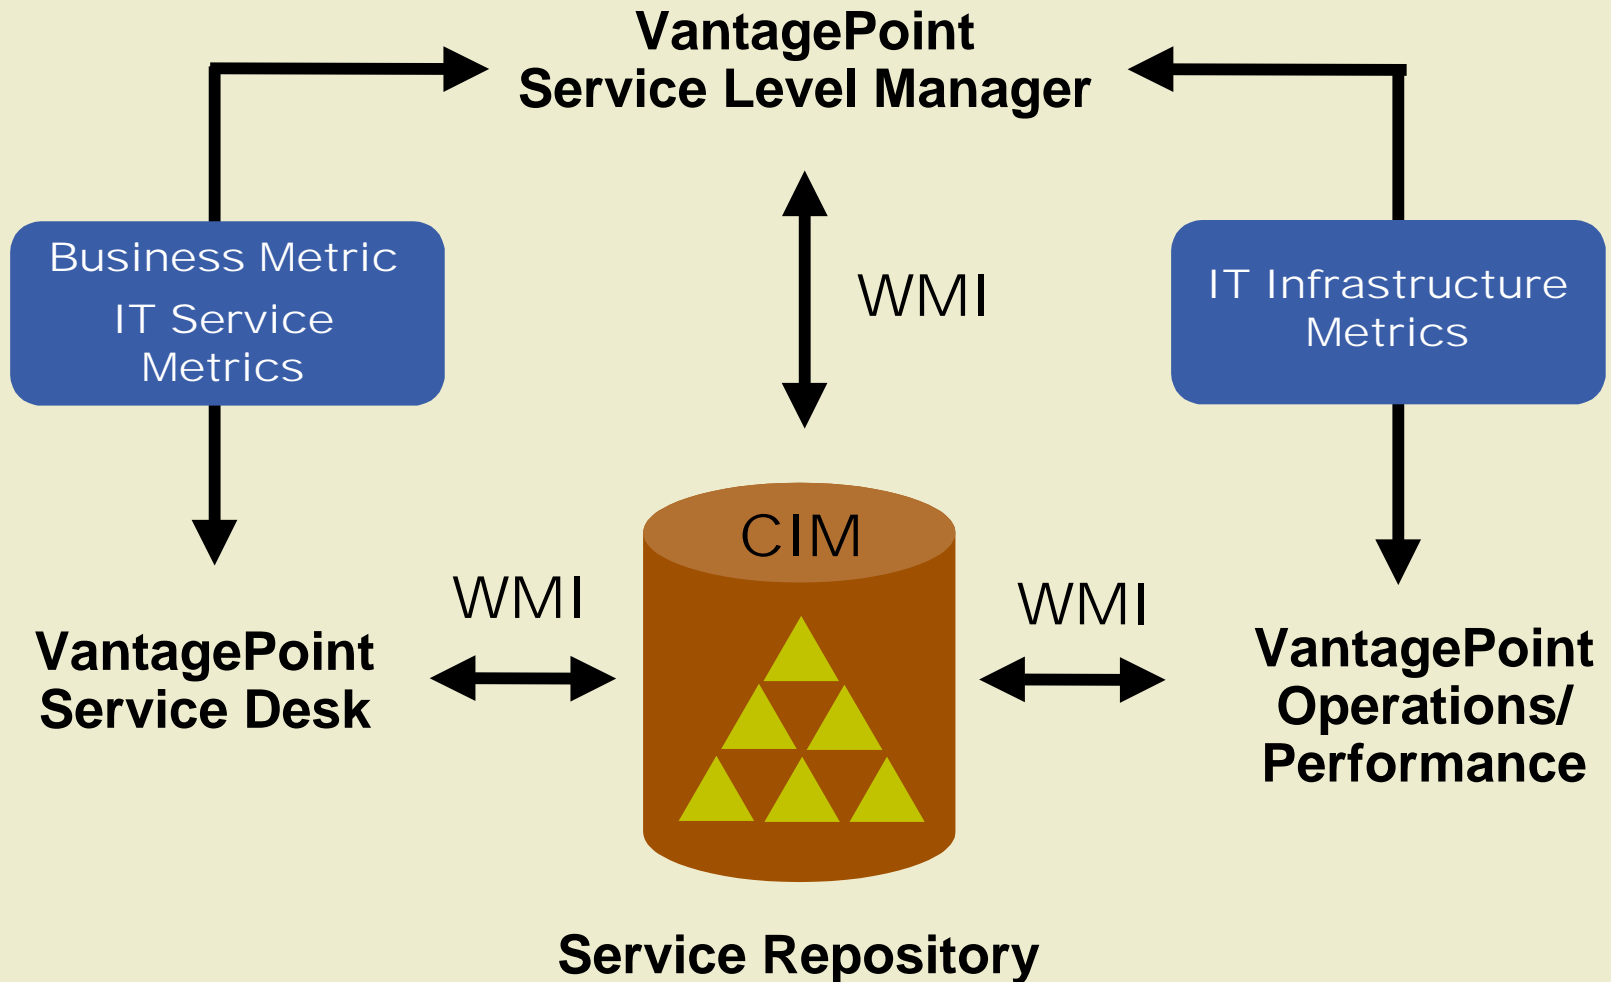 VantagePoint
Service Level Manager
Business Metric
IT Service
Metrics
WMI
IT Infrastructure
Metrics
CIM
WMI
WMI
VantagePoint
Service Desk
VantagePoint
Operations/
Performance
Service Repository